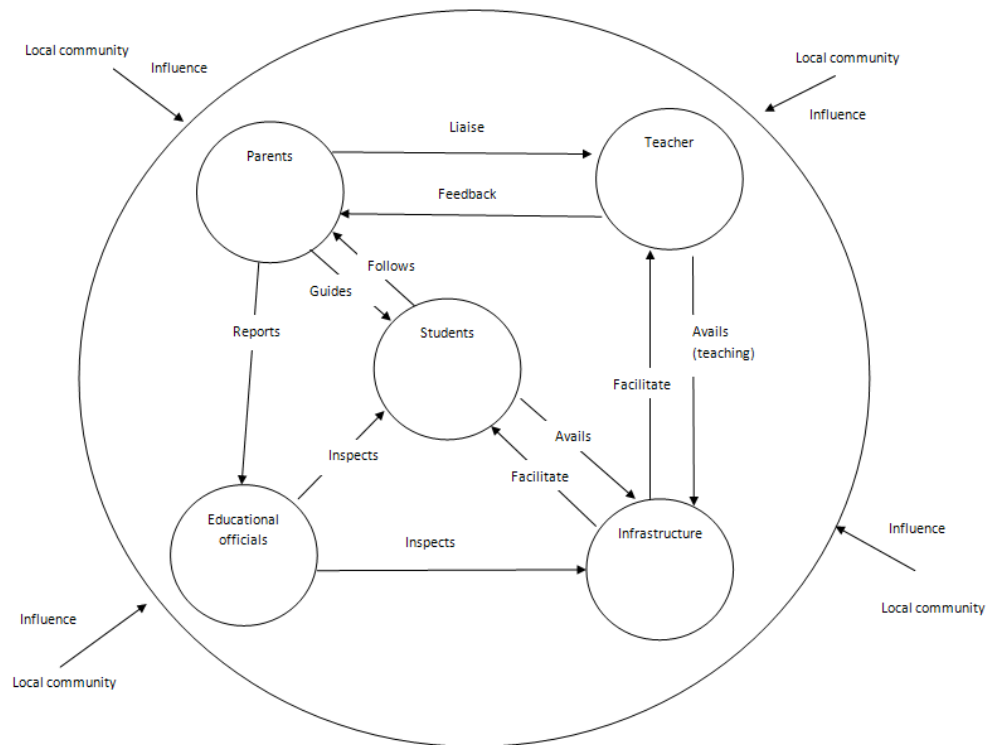 Local community
Influence
Local community
Influence
Liaise
Parents
Teacher
Feedback
Follows
Guides
Reports
Students
Avails
(teaching)
Facilitate
Avails
Inspects
Facilitate
Educational
officials
Inspects
Infrastructure
Influence
Local community
Influence
Local community